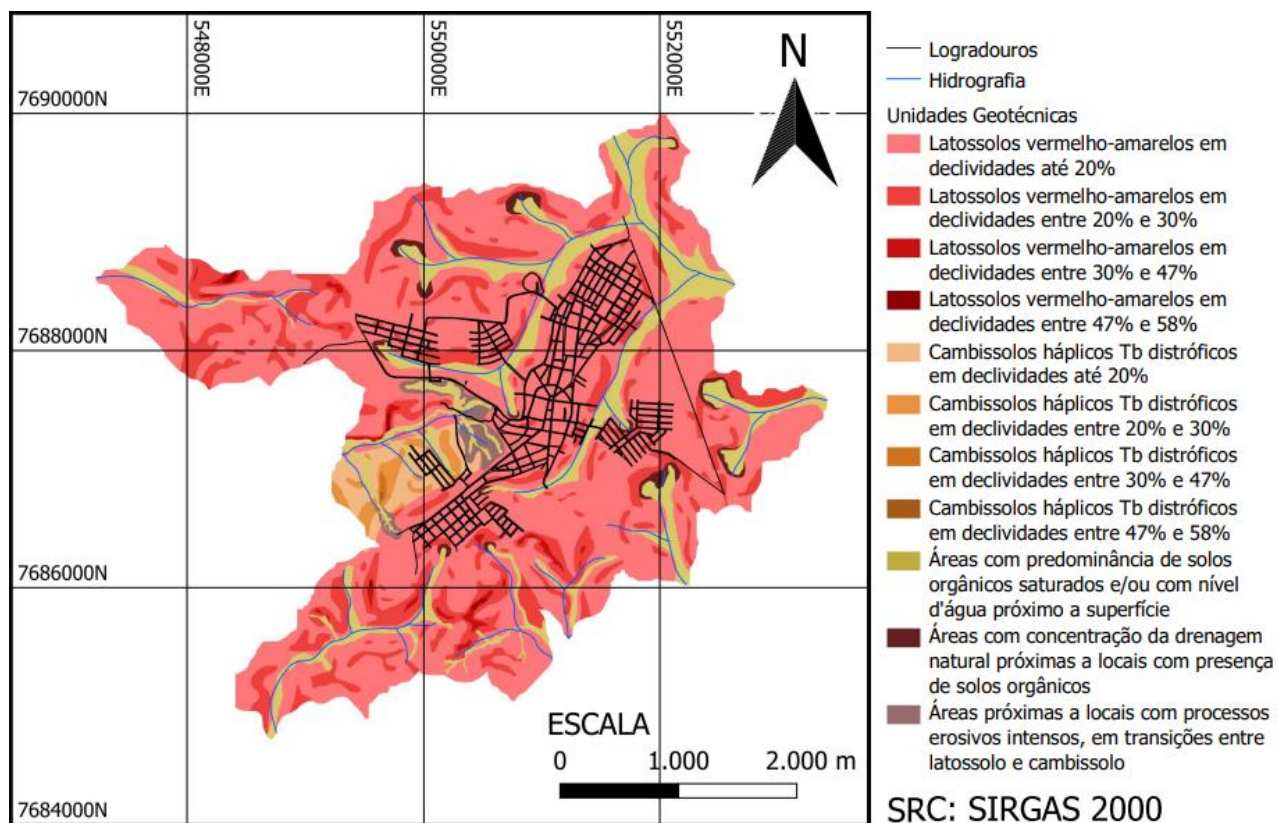 548000E
550000E
552000E
N
7690000N
7688000N
7686000N
7684000N
ESCALA
0 1.000 2.000 m
Logradouros
Hidrografia
Unidades Geotécnicas
Latossolos vermelho-amarelos em
declividades até 20%
Latossolos vermelho-amarelos em
declividades entre 20% e 30%
Latossolos vermelho-amarelos em
declividades entre 30% e 47%
Latossolos vermelho-amarelos em
declividades entre 47% e 58%
Cambissolos háplicos Tb distróficos
em declividades até 20%
Cambissolos háplicos Tb distróficos
em declividades entre 20% e 30%
Cambissolos háplicos Tb distróficos
em declividades entre 30% e 47%
Cambissolos háplicos Tb distróficos
em declividades entre 47% e 58%
Áreas com predominância de solos
orgânicos saturados e/ou com nível
d'água próximo a superfície
Áreas com concentração da drenagem
natural próximas a locais com presença
de solos orgânicos
Áreas próximas a locais com processos
erosivos intensos, em transições entre
latossolo e cambissolo
SRC: SIRGAS 2000